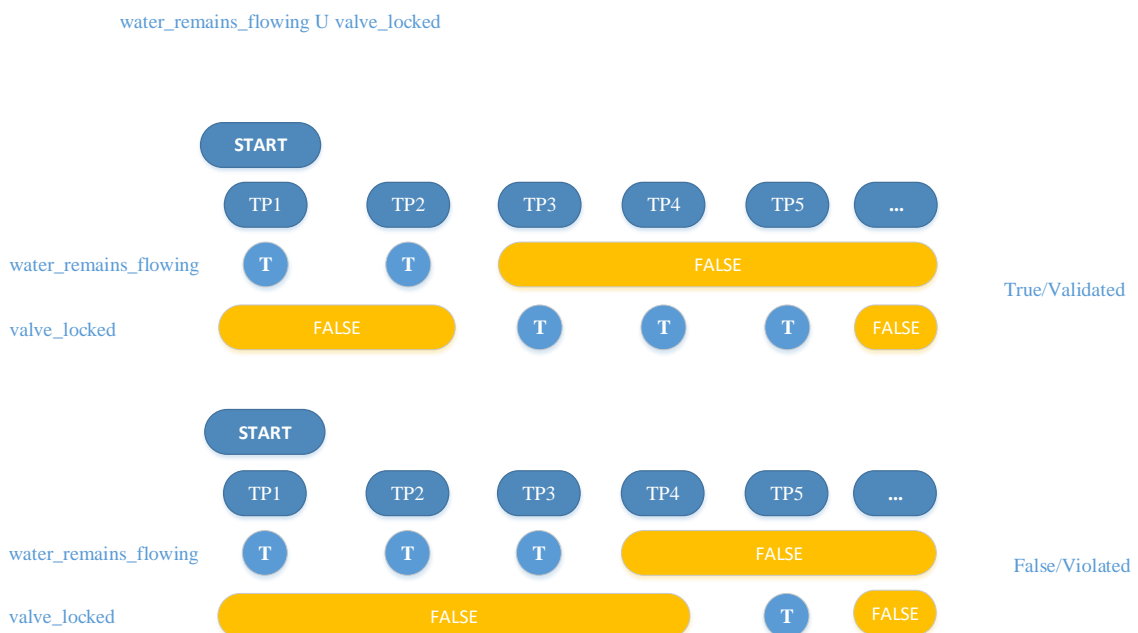 water_remains_flowing U valve_locked
START
TP1 TP2 TP3 TP4 TP5 ...
water_remains_flowing T T FALSE
True/Validated
valve_locked FALSE T T T FALSE
START
TP1 TP2 TP3 TP4 TP5 ...
water_remains_flowing T T T FALSE
False/Violated
valve_locked FALSE T FALSE